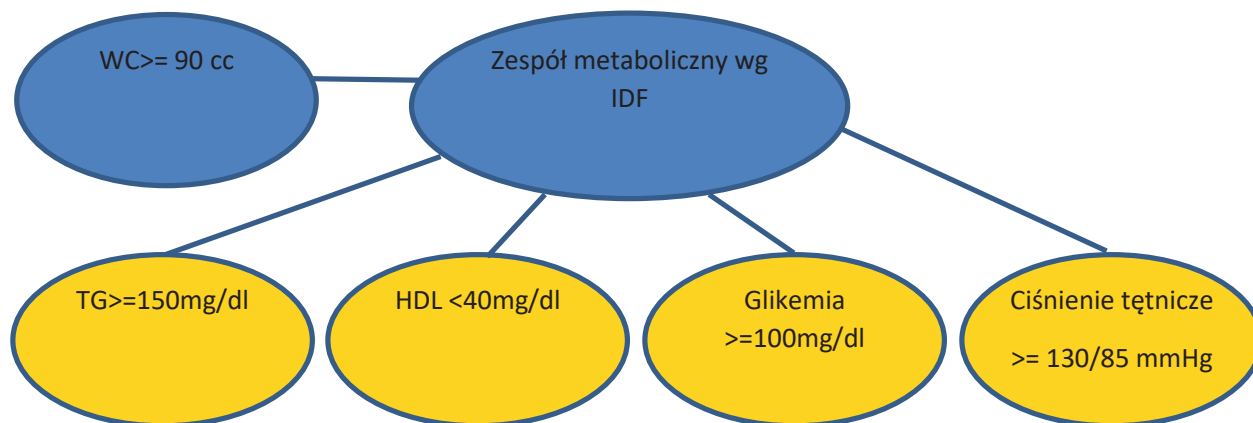 WC>= 90 cc
Zespół metaboliczny wg
IDF
TG>=150mg/dl
HDL <40mg/dl
Glikemia
>=100mg/dl
Ciśnienie tętnicze
>= 130/85 mmHg